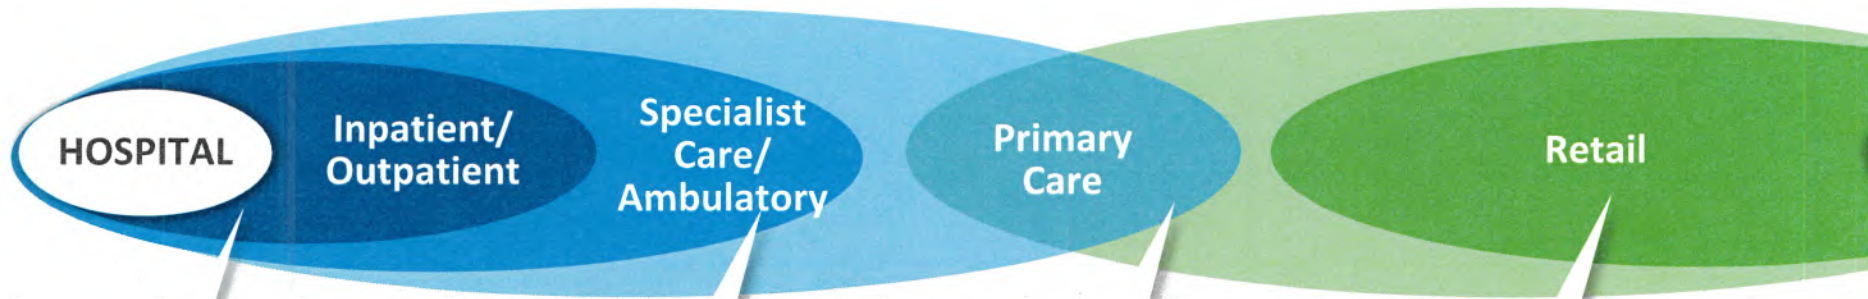 HOSPITAL
Inpatient/
Outpatient
Specialist
Care/
Ambulatory
Primary
Care
Retail